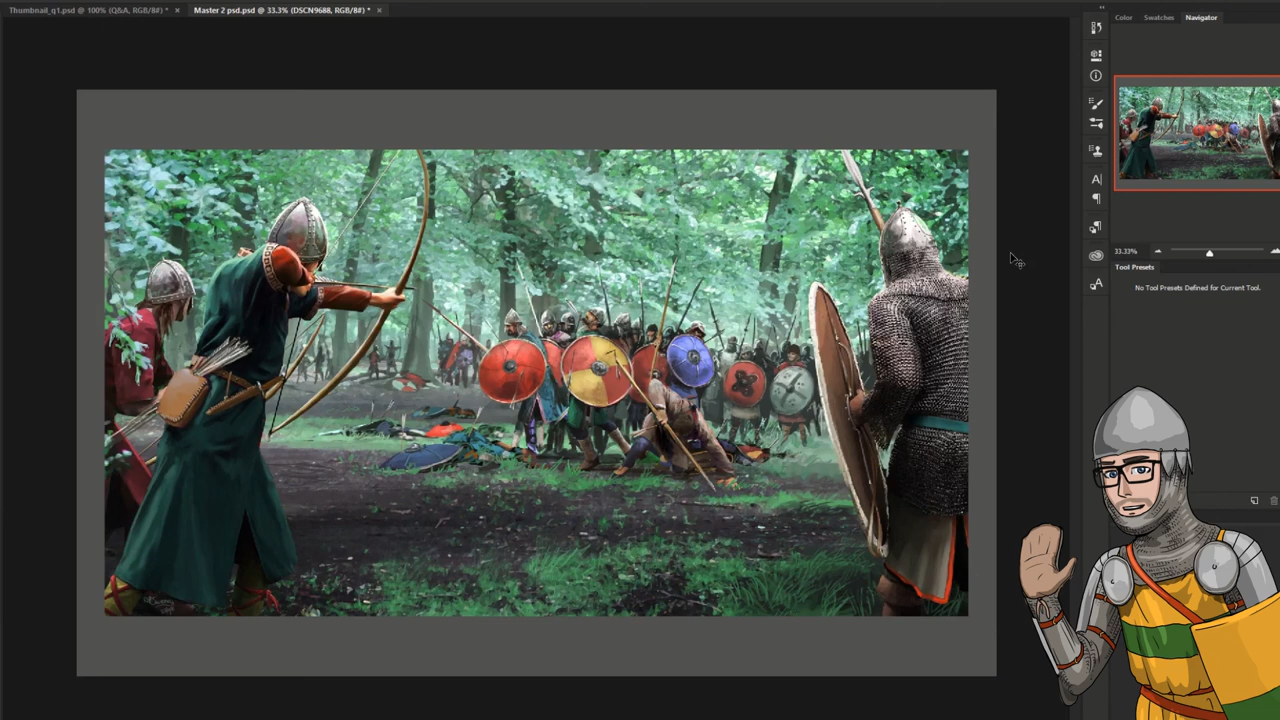 Thumbnail_q1.psd @ 100% (Q&A, RGB/8#) * × Master 2 psd.psd @ 33.3% (DSCN9688, RGB/8#) * ×
Color Swatches Navigator
33.33%
Tool Presets
No Tool Presets Defined for Current Tool.